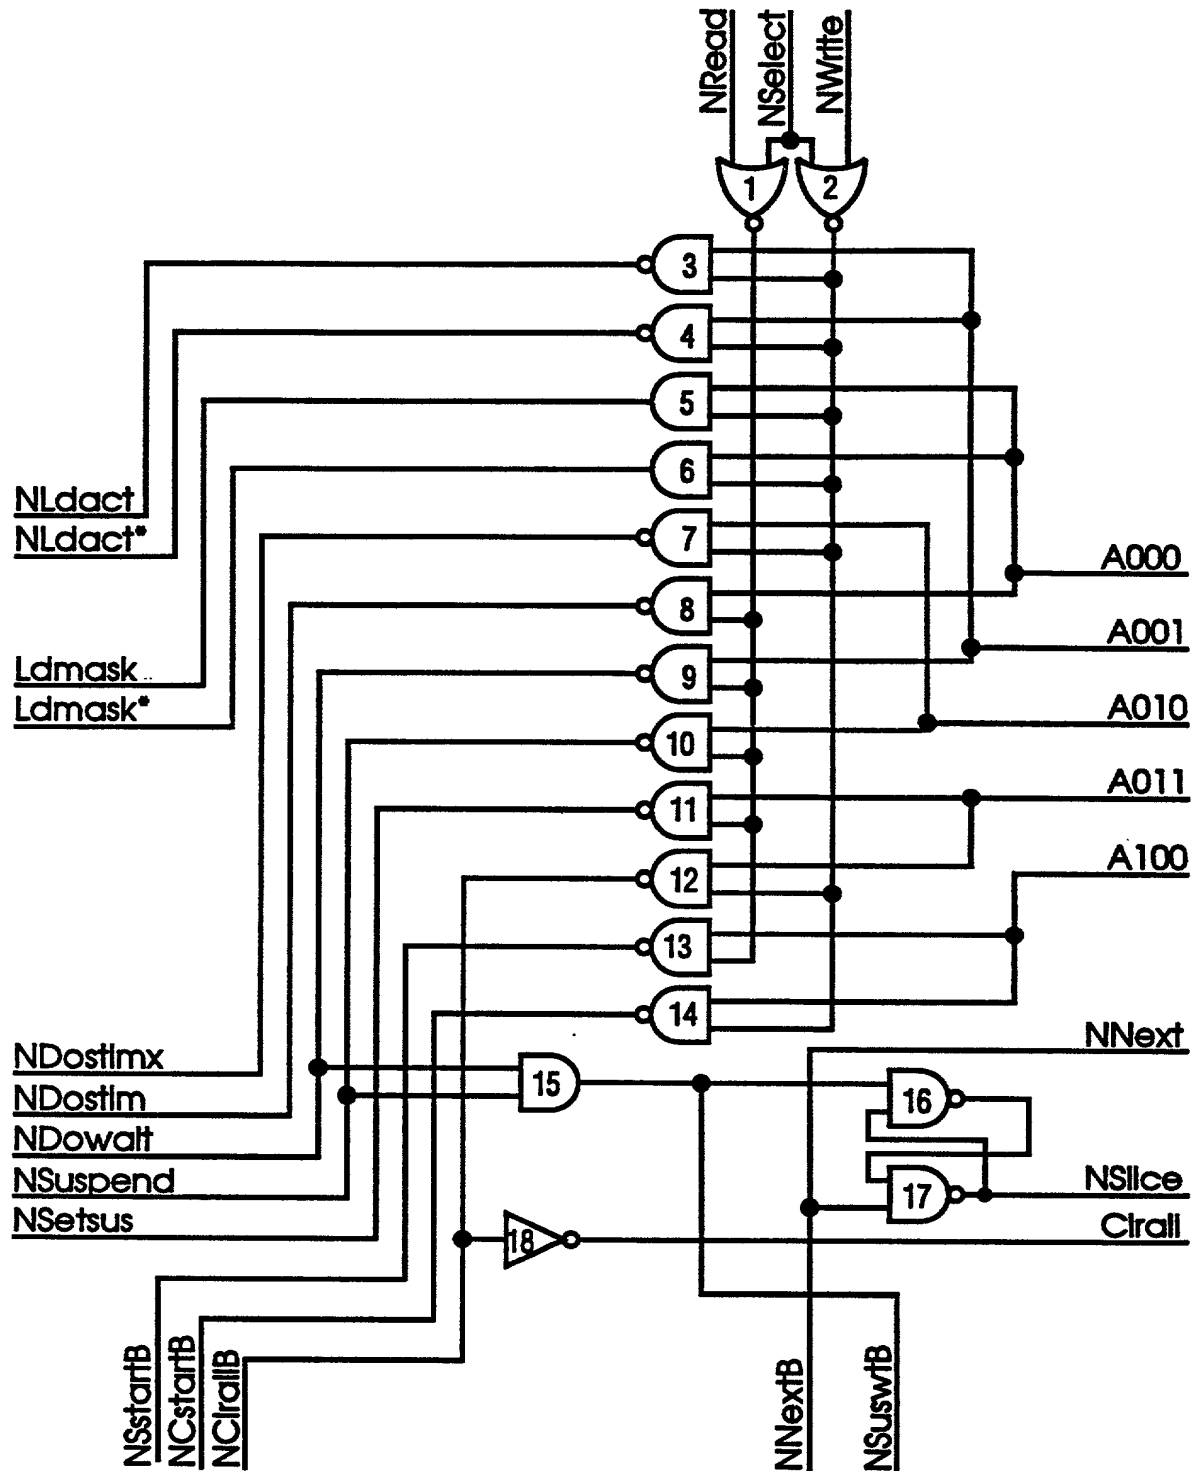 NRead
NSelect
NWrite
1
2
3
4
5
6
NLdact
NLdact*
7
A000
8
A001
Ldmask
9
Ldmask*
A010
10
A011
11
A100
12
13
14
NNext
NDostimx
15
16
NDostim
NDowait
NSuspend
NSlice
17
NSetsus
Clrall
18
NSstartB
NCstartB
NClrallB
NNextB
NSuswtB